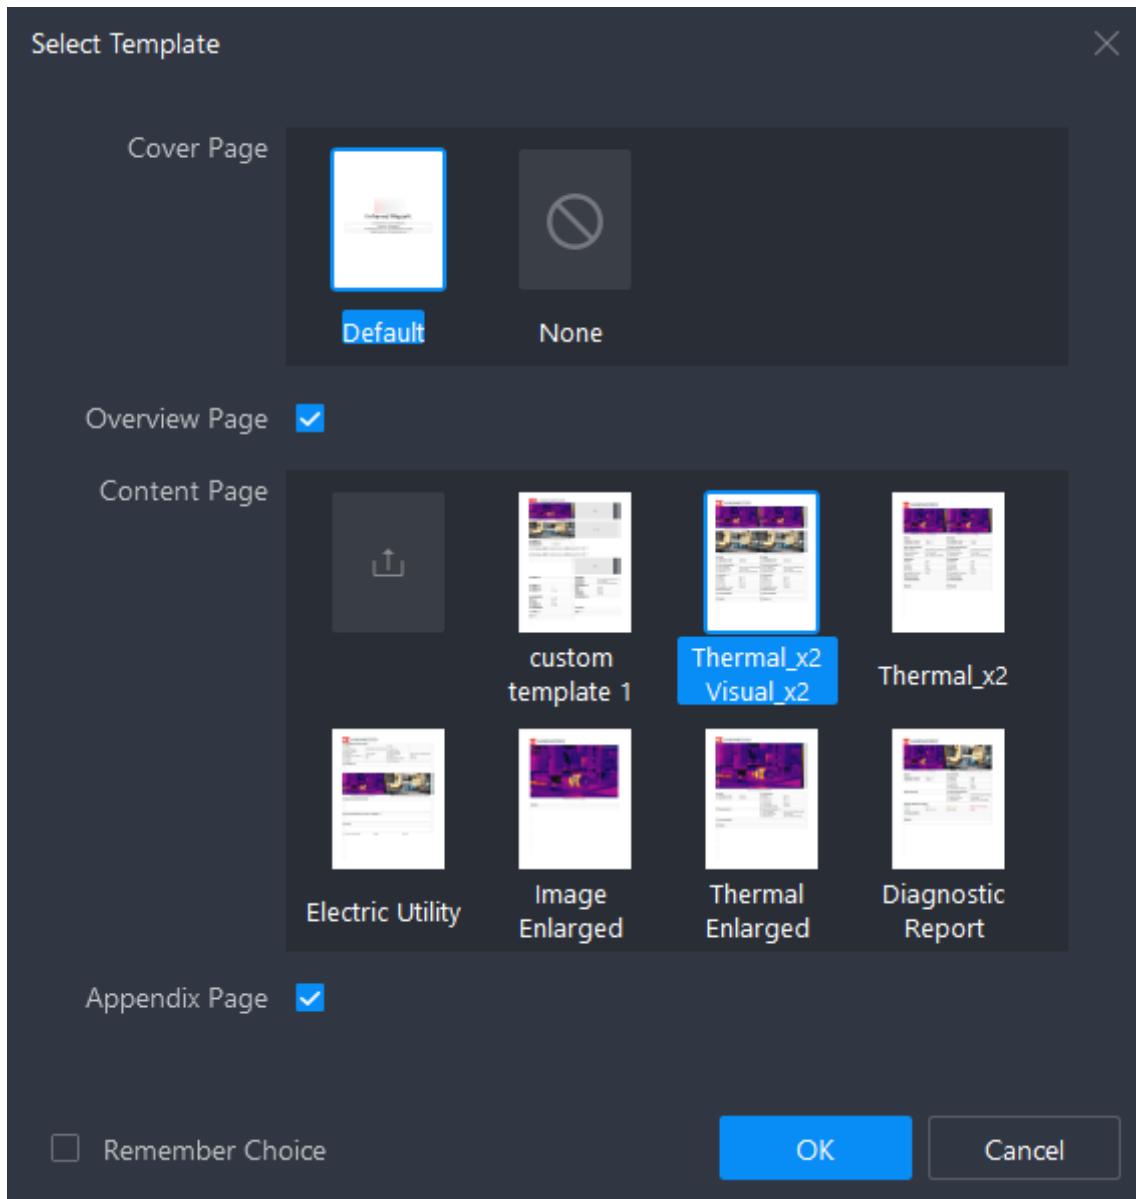 Select Template
Cover Page
Default
None
Overview Page
Content Page
custom
template 1
Thermal_x2
Visual_x2
Thermal_x2
Electric Utility
Image
Enlarged
Thermal
Enlarged
Diagnostic
Report
Appendix Page
Remember Choice
OK
Cancel